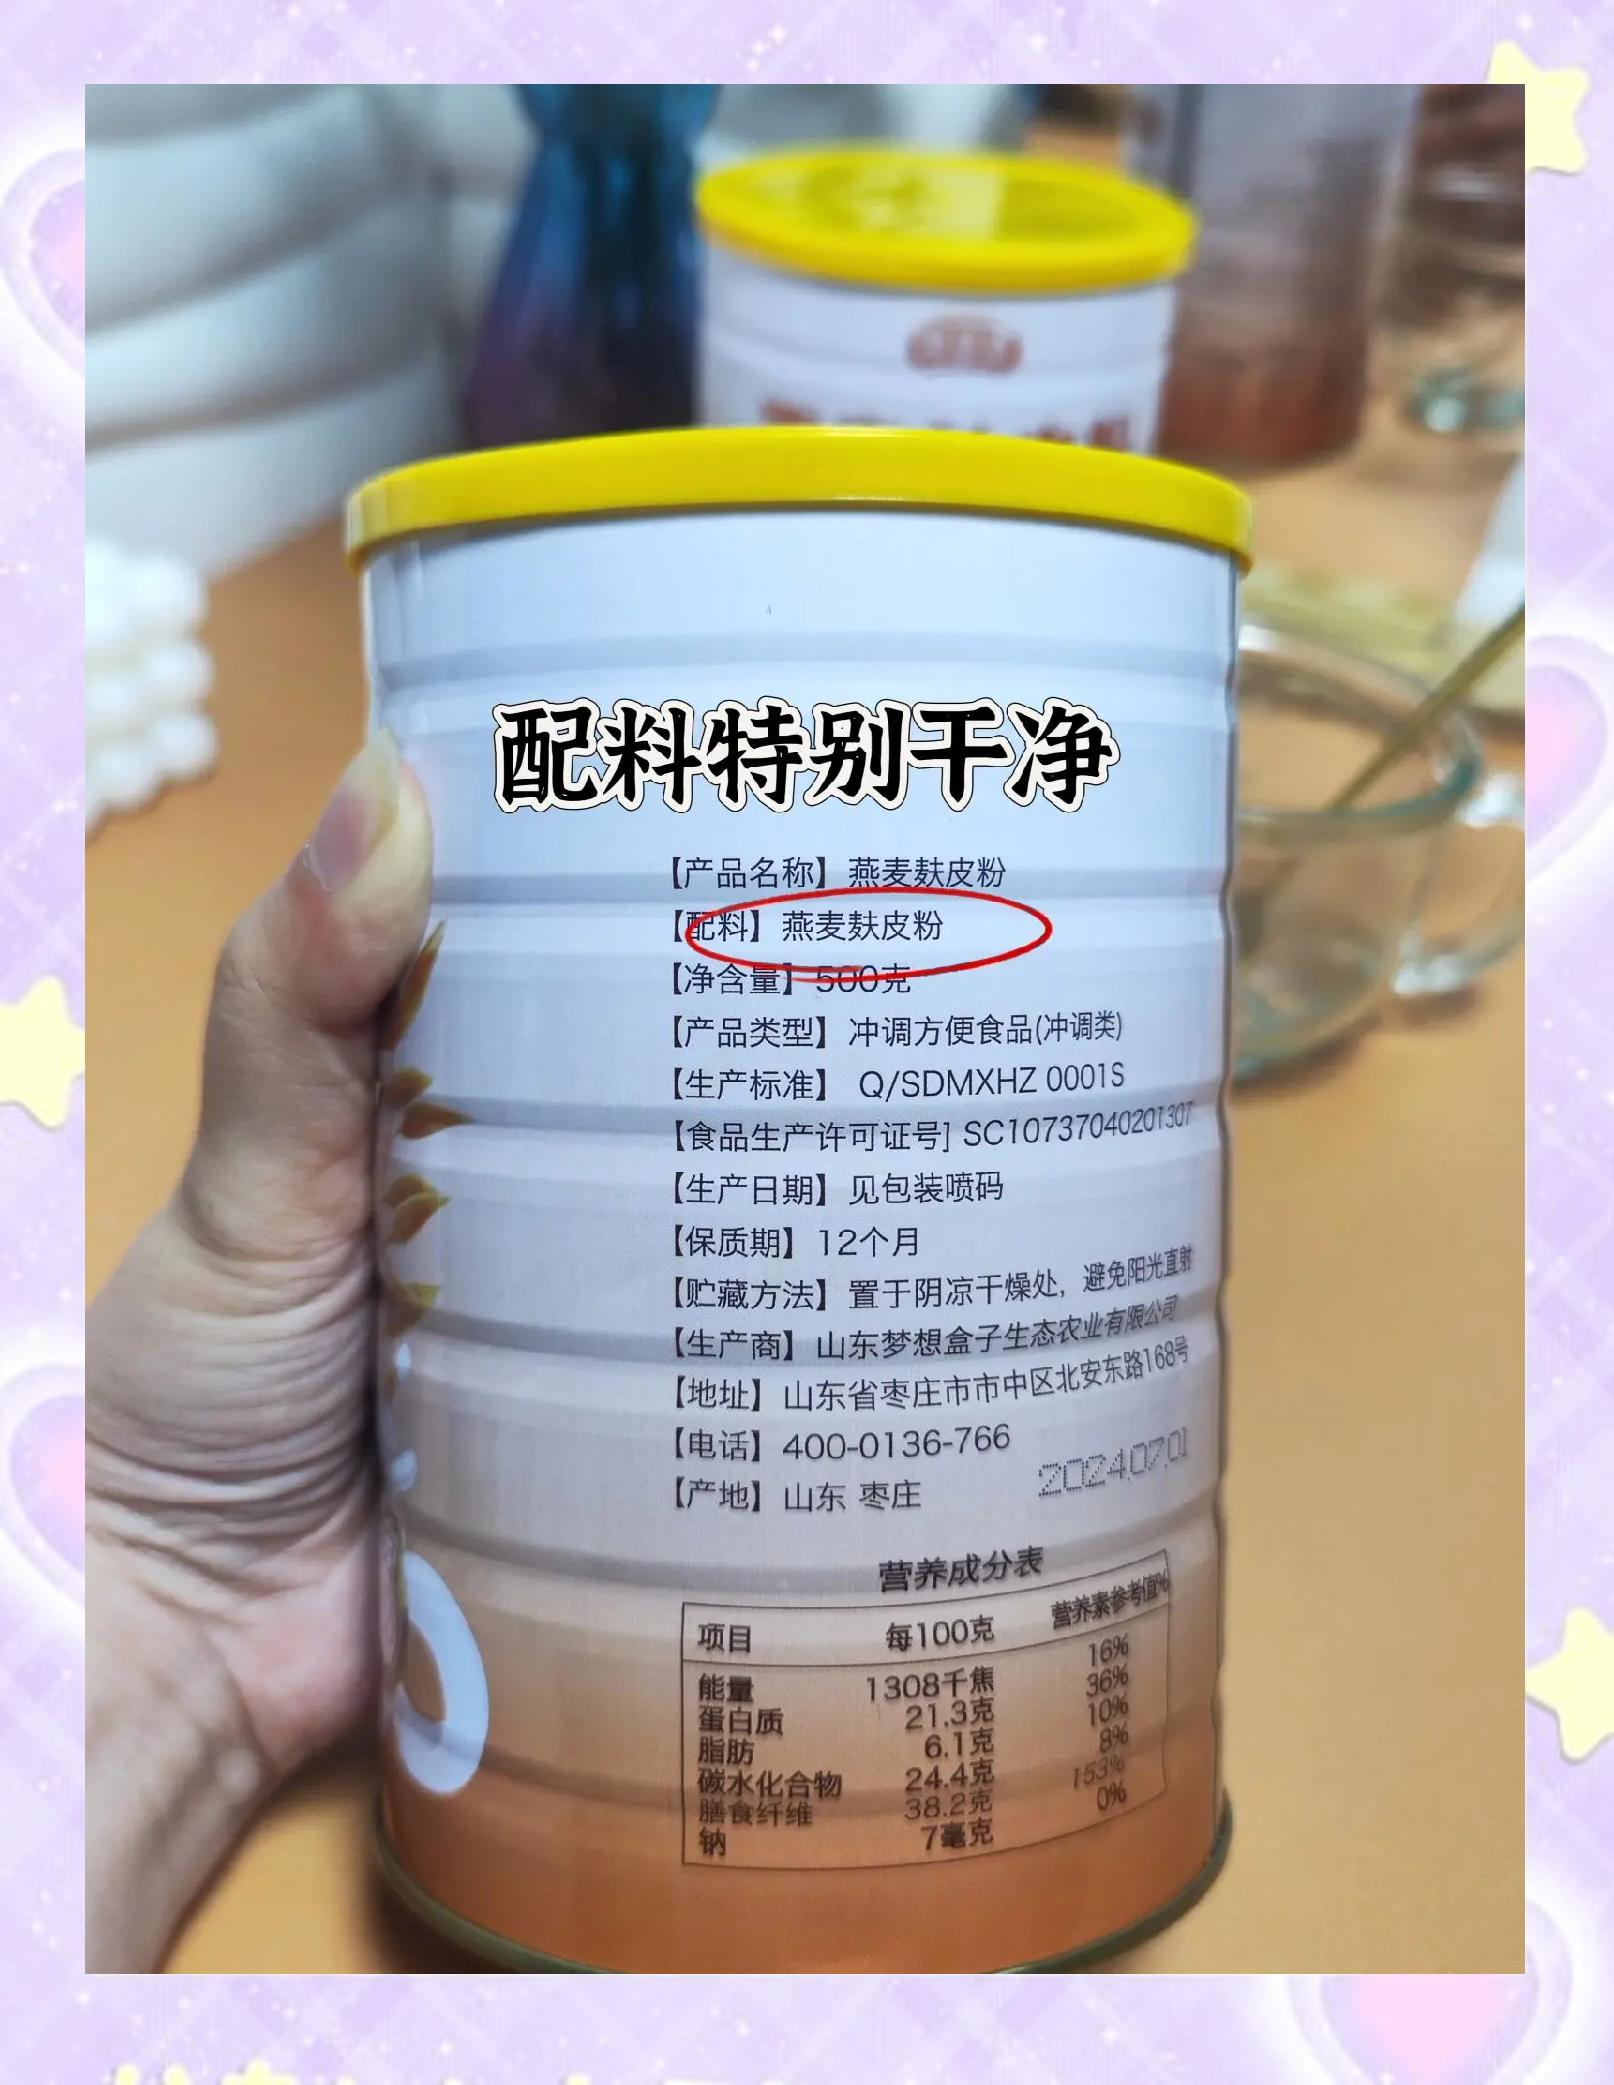 配料特别干净
【产品名称】燕麦麸皮粉
【配料】燕麦麸皮粉
【净含量】500克
【产品类型】冲调方便食品(冲调类)
【生产标准】 Q/SDMXHZ 0001S
【食品生产许可证号] SC10737040201307
【生产日期】见包装喷码
【保质期】12个月
【贮藏方法】置于阴凉干燥处,避免阳光直射
【生产商】山东梦想盒子生态农业有限公司
【地址】山东省枣庄市市中区北安东路168号
【电话】400-0136-766
【产地】山东 枣庄
2024.07.01
营养成分表
项目 每100克 营养素参考值%
能量 1308千焦 16%
蛋白质 21.3克 36%
脂肪 6.1克 10%
碳水化合物 24.4克 8%
膳食纤维 38.2克 153%
钠 7毫克 0%